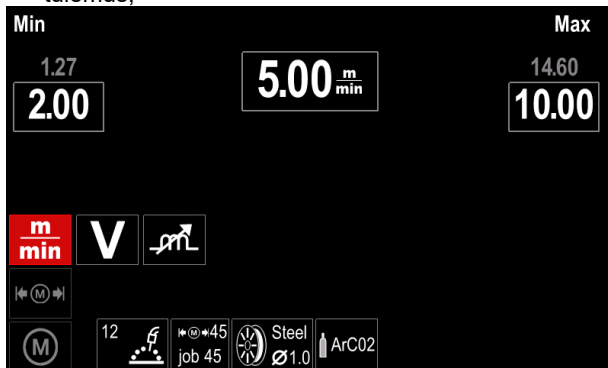 Min Max
1.27 14.60
2.00 5.00 m/min 10.00
m/min V
M
M 12 45 job 45 Steel Ø1.0 ArC02